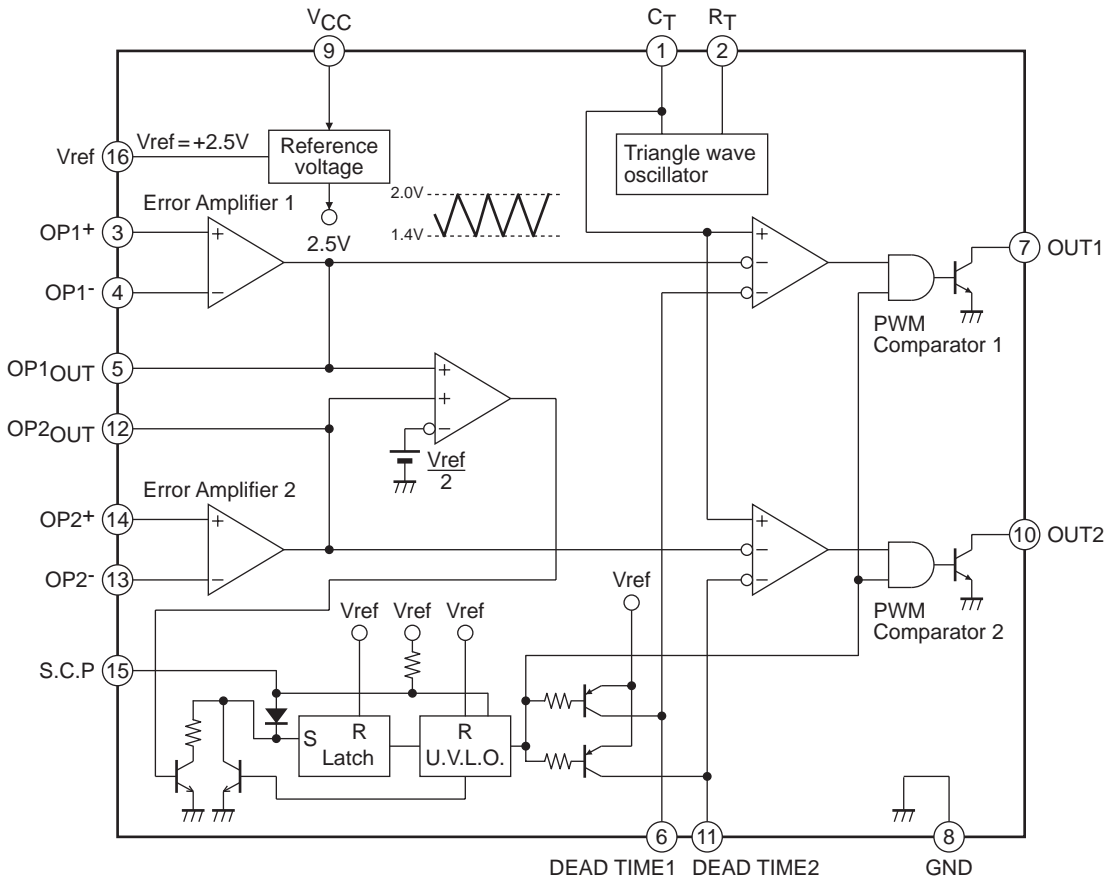 VCC
CT
RT
9
1
2
Vref
16
Vref=+2.5V
Reference
voltage
Triangle wave
oscillator
Error Amplifier 1
2.0V
1.4V
2.5V
OP1+
3
+
OP1-
4
−
+
−
−
7
OUT1
PWM
Comparator 1
OP1OUT
5
+
+
−
OP2OUT
12
Vref
2
Error Amplifier 2
OP2+
14
+
OP2-
13
−
+
−
−
10
OUT2
PWM
Comparator 2
Vref
Vref
Vref
Vref
S.C.P
15
S
R
Latch
R
U.V.L.O.
6
11
8
DEAD TIME1
DEAD TIME2
GND